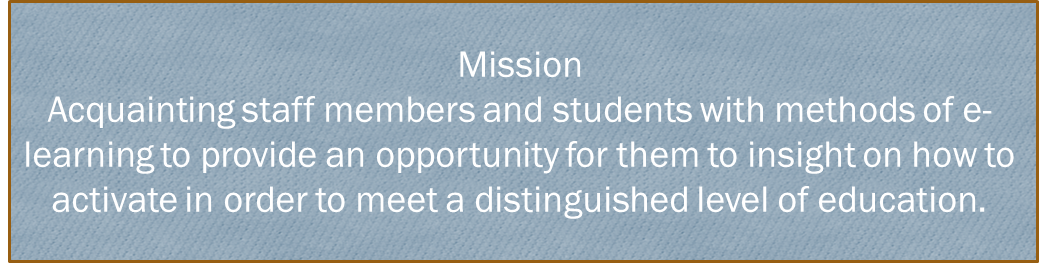 Mission
Acquainting staff members and students with methods of e-
learning to provide an opportunity for them to insight on how to
activate in order to meet a distinguished level of education.